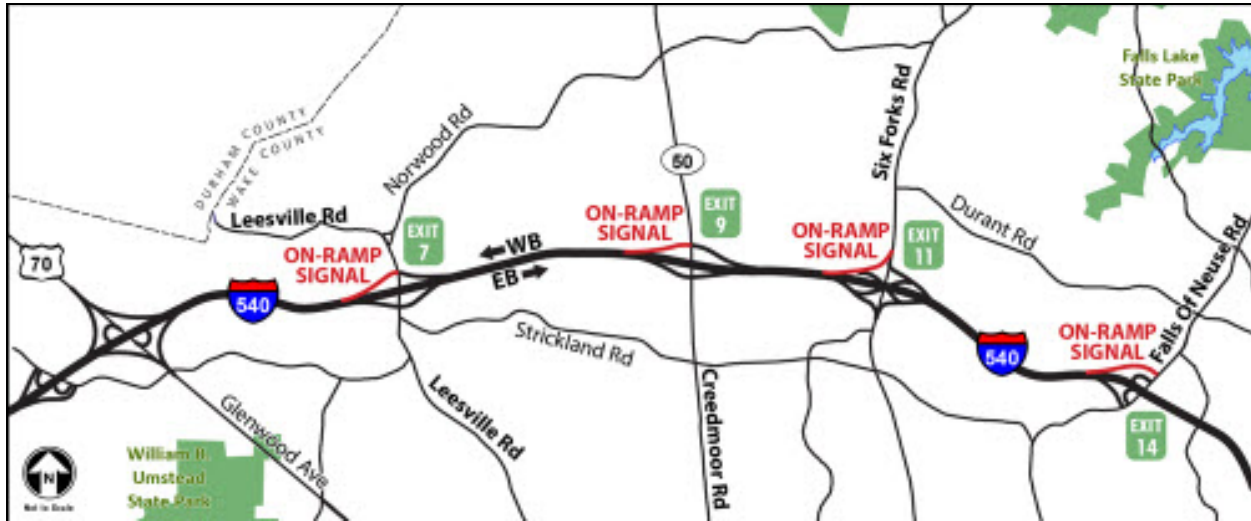 Falls Lake
State Park
Six Forks Rd
DURHAM COUNTY
WAKE COUNTY
Norwood Rd
50
Leesville Rd
EXIT
7
ON-RAMP
SIGNAL
EXIT
9
Durant Rd
70
ON-RAMP
SIGNAL
WB
EB
ON-RAMP
SIGNAL
EXIT
11
Falls Of Neuse Rd
540
Strickland Rd
ON-RAMP
SIGNAL
540
Glenwood Ave
Leesville Rd
Creedmoor Rd
EXIT
14
William B.
Umstead
State Park
N
Not to Scale